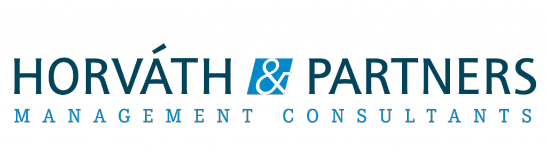 HORVÁTH & PARTNERS
MANAGEMENT CONSULTANTS